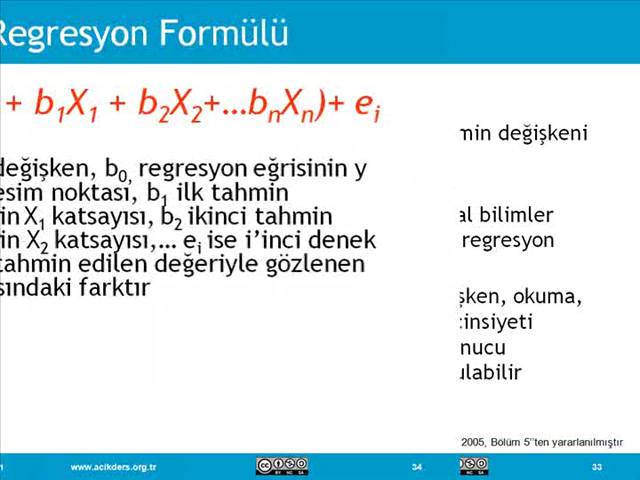 Regresyon Formülü
+ b1X1 + b2X2+…bnXn)+ ei
değişken, b0, regresyon eğrisinin y
esim noktası, b1 ilk tahmin
in X1 katsayısı, b2 ikinci tahmin
in X2 katsayısı,… ei ise i’inci denek
tahmin edilen değeriyle gözlenen
sındaki farktır
min değişkeni
al bilimler
regresyon
şken, okuma,
cinsiyeti
nucu
ulabilir
2005, Bölüm 5’'ten yararlanılmıştır
www.acikders.org.tr
34
33